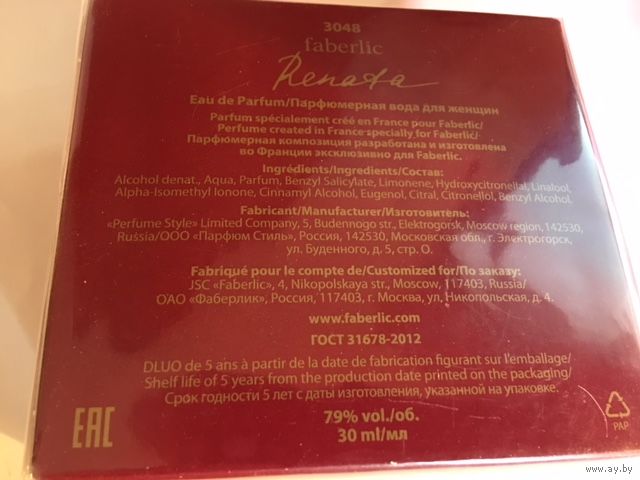 3048
faberlic
Renata
Eau de Parfum/Парфюмерная вода для женщин
Parfum spécialement créé en France pour Faberlic/
Perfume created in France specially for Faberlic/
Парфюмерная композиция разработана и изготовлена
во Франции эксклюзивно для Faberlic.
Ingrédients/Ingredients/Состав:
Alcohol denat., Aqua, Parfum, Benzyl Salicylate, Limonene, Hydroxycitronellal, Linalool,
Alpha-Isomethyl Ionone, Cinnamyl Alcohol, Eugenol, Citral, Citronellol, Benzyl Alcohol.
Fabricant/Manufacturer/Изготовитель:
«Perfume Style» Limited Company, 5, Budennogo str., Elektrogorsk, Moscow region, 142530,
Russia/ООО «Парфюм Стиль», Россия, 142530, Московская обл., г. Электрогорск,
ул. Буденного, д. 5, стр. О.
Fabriqué pour le compte de/Customized for/По заказу:
JSC «Faberlic», 4, Nikopolskaya str., Moscow, 117403, Russia/
ОАО «Фаберлик», Россия, 117403, г. Москва, ул. Никопольская, д. 4.
www.faberlic.com
ГОСТ 31678-2012
DLUO de 5 ans à partir de la date de fabrication figurant sur l'emballage/
Shelf life of 5 years from the production date printed on the packaging/
Срок годности 5 лет с даты изготовления, указанной на упаковке.
EAC
79% vol./об.
30 ml/мл
PAP
www.ay.by